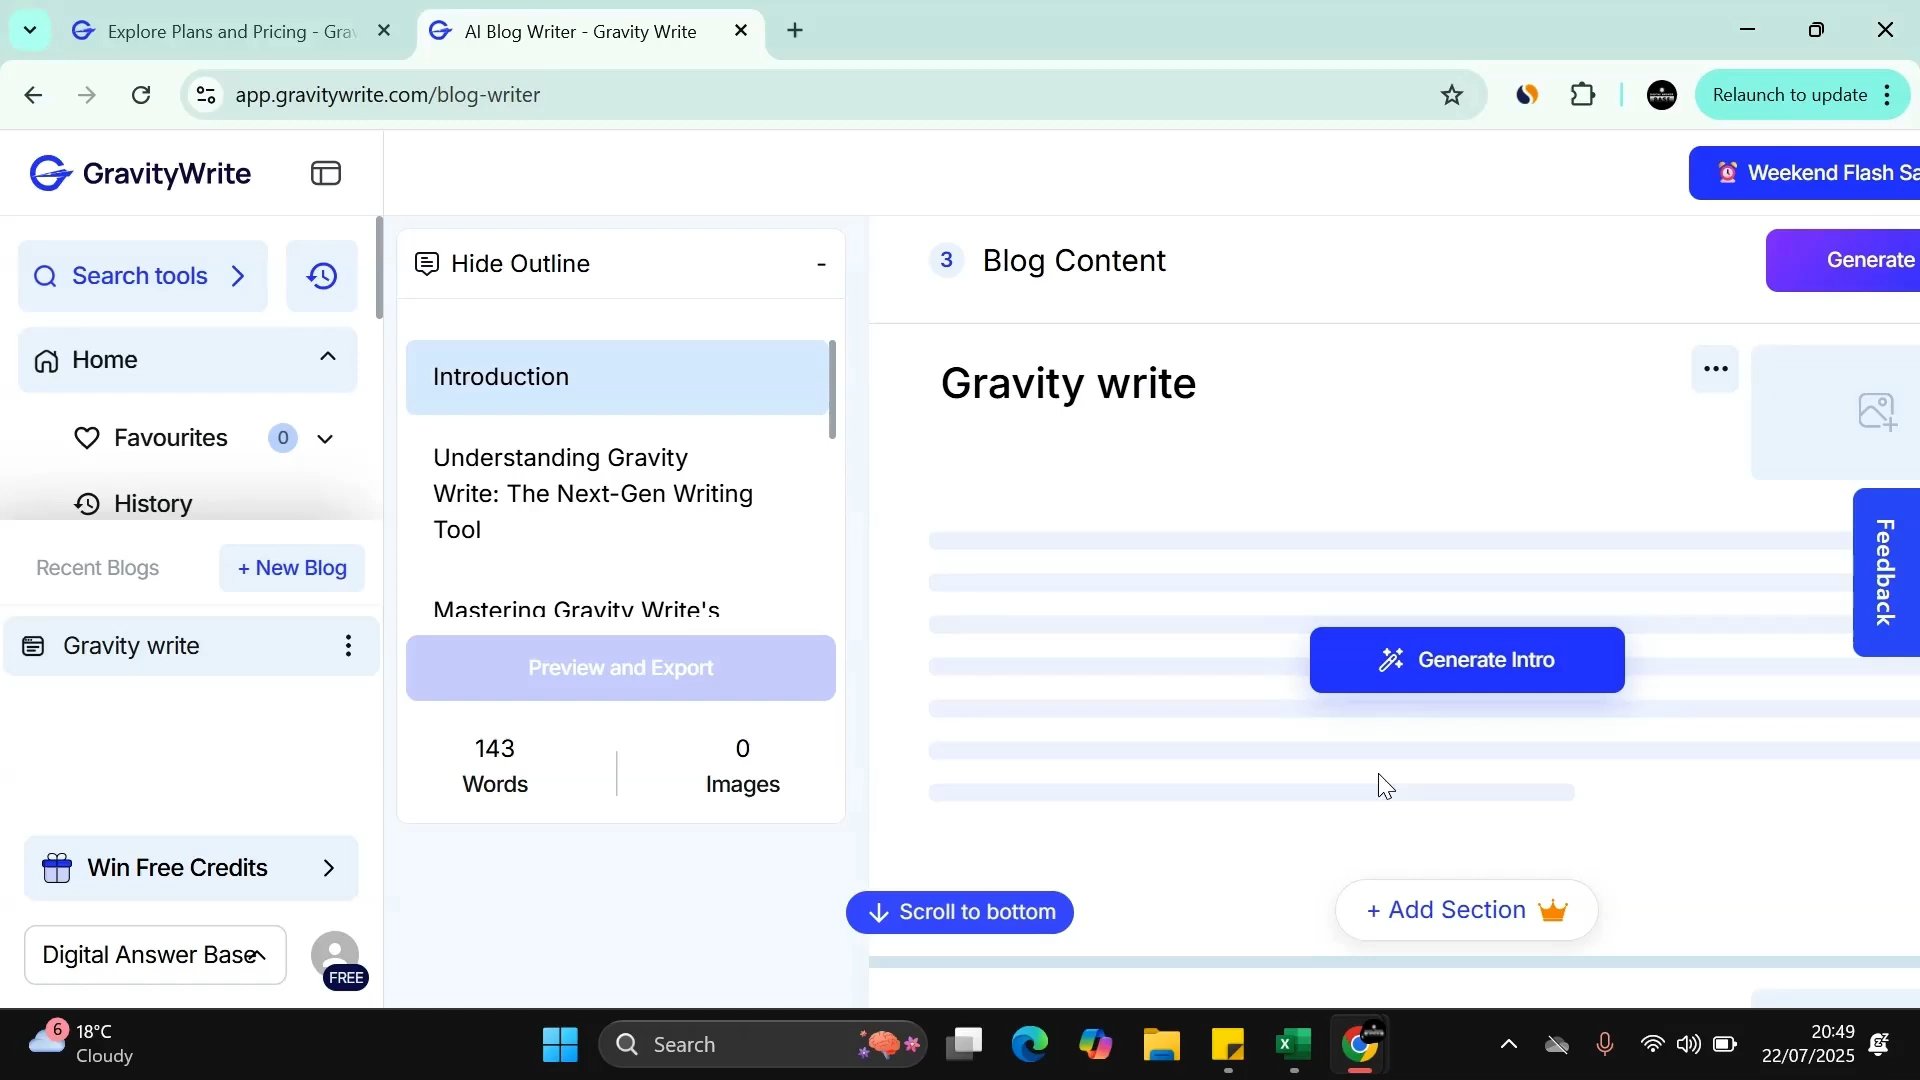 Explore Plans and Pricing - Gra
AI Blog Writer - Gravity Write
app.gravitywrite.com/blog-writer
Relaunch to update
GravityWrite
Weekend Flash Sa
Search tools
Home
Favourites
0
History
Recent Blogs
+ New Blog
Gravity write
Win Free Credits
Digital Answer Base
FREE
Hide Outline
-
Introduction
Understanding Gravity
Write: The Next-Gen Writing
Tool
Mastering Gravity Write's
Preview and Export
143
Words
0
Images
3
Blog Content
Generate
Gravity write
Generate Intro
Feedback
+ Add Section
Scroll to bottom
6
18°C
Cloudy
Search
20:49
22/07/2025